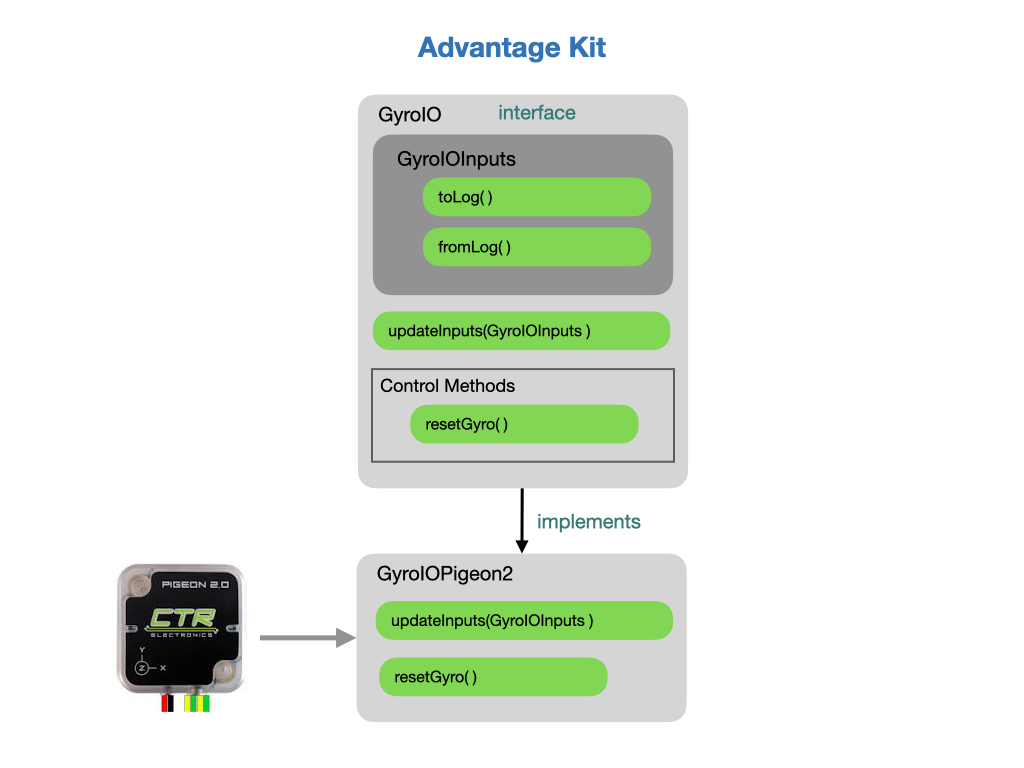 Advantage Kit
GyroIO interface
GyroIOInputs
toLog( )
fromLog( )
updateInputs(GyroIOInputs )
Control Methods
resetGyro( )
implements
GyroIOPigeon2
updateInputs(GyroIOInputs )
resetGyro( )
PIGEON 2.0
CTR
ELECTRONICS
Y
Z X